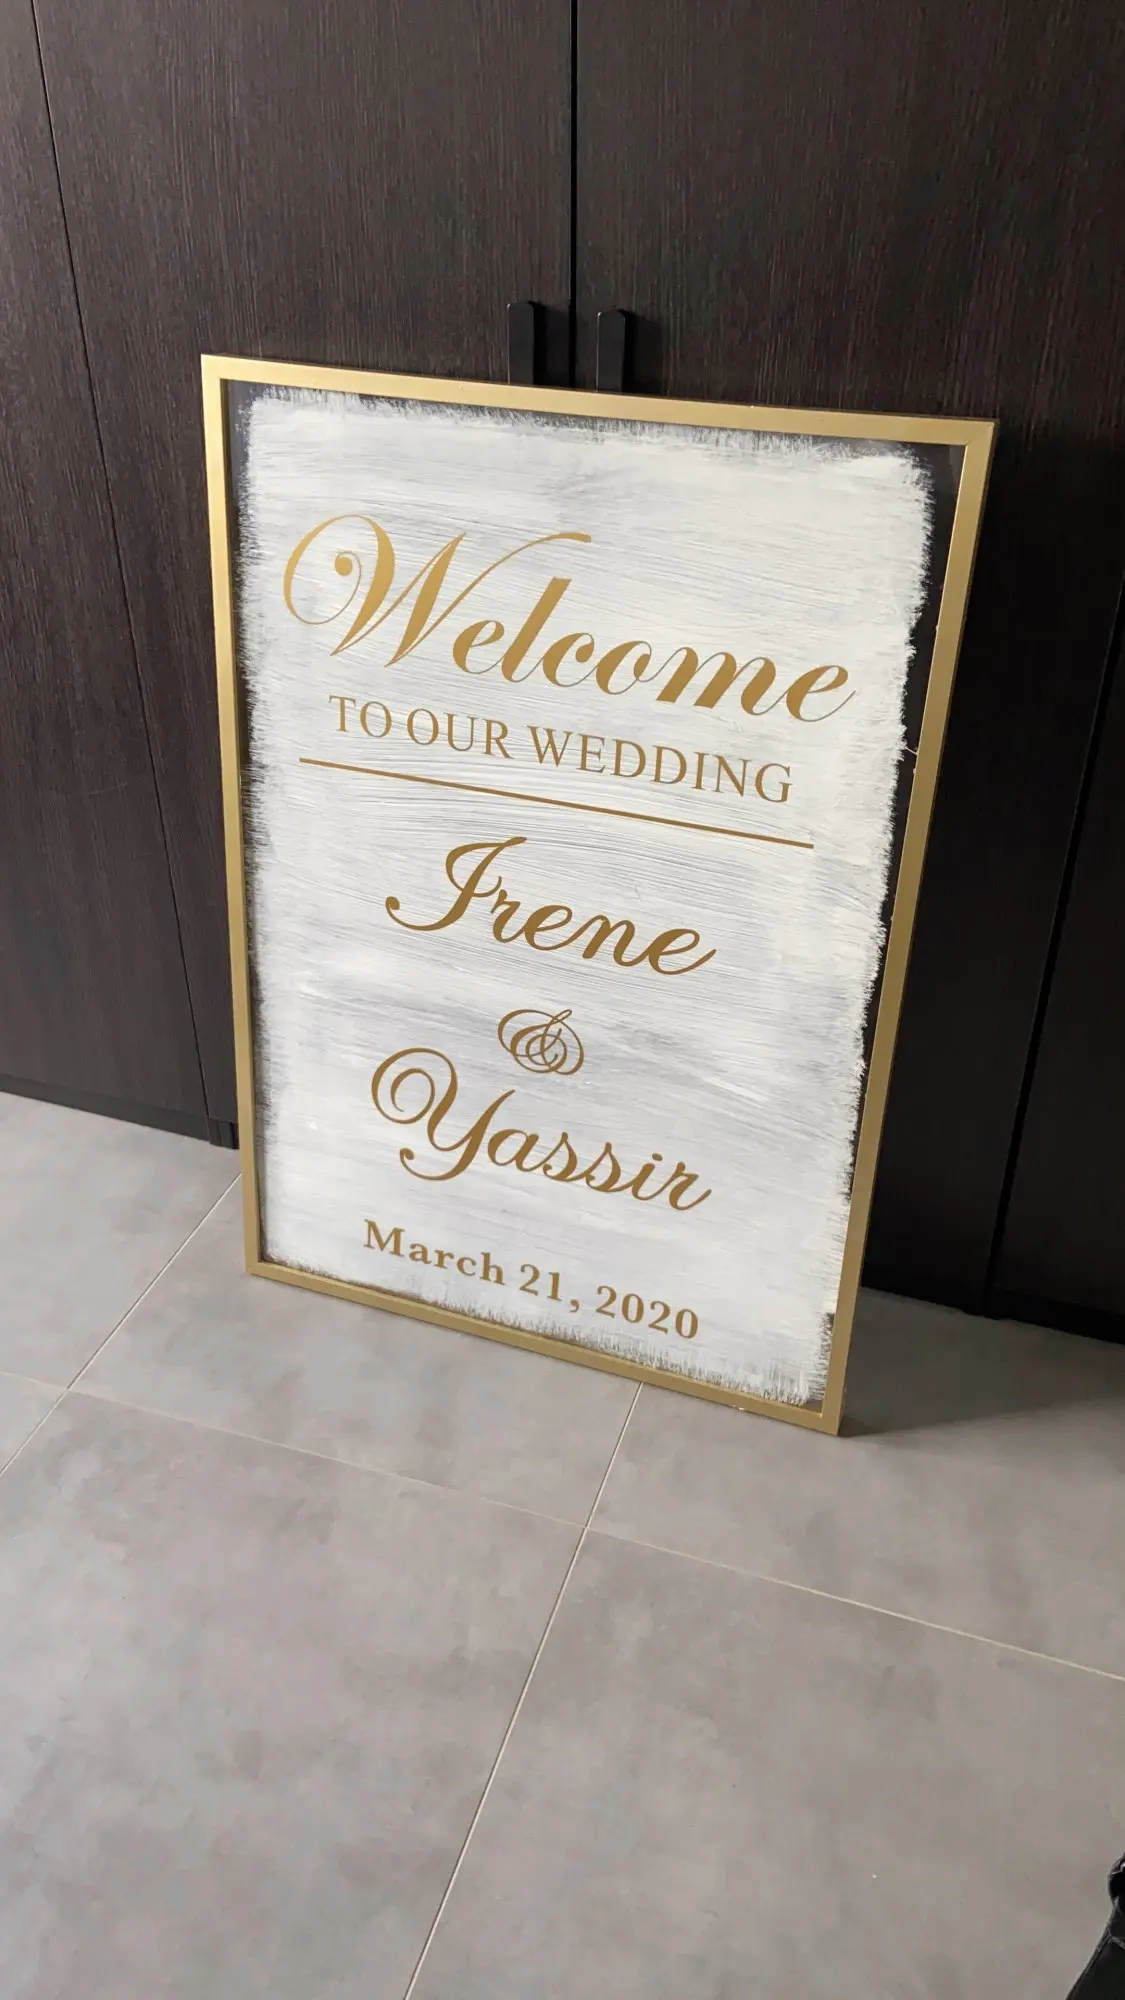 Welcome
TO OUR WEDDING
Irene
&
Yassir
March 21, 2020